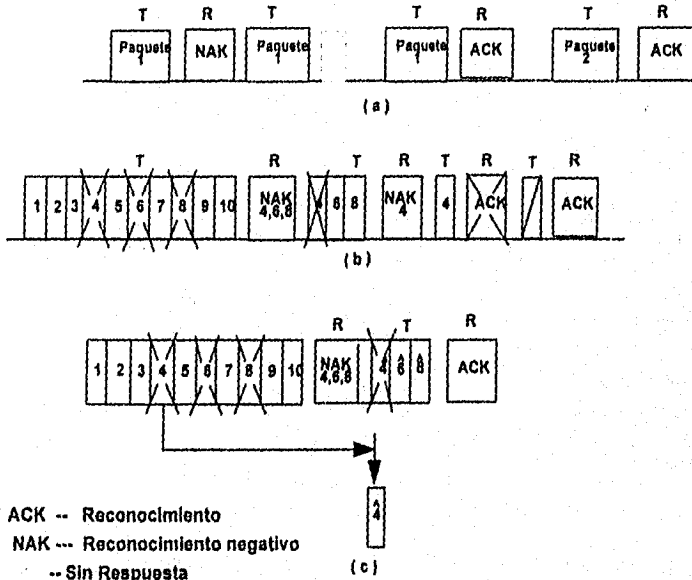 T R T T R T R
Paquete 1 NAK Paquete 1 Paquete 1 ACK Paquete 2 ACK
(a)
T R T R T R T R
1 2 3 4 5 6 7 8 9 10 NAK 4,6,8 6 8 NAK 4 4 ACK ACK
(b)
R T R
1 2 3 4 5 6 7 8 9 10 NAK 4,6,8 4̂ 6̂ 8̂ ACK
4̂
ACK -- Reconocimiento
NAK --- Reconocimiento negativo
-- Sin Respuesta
(c)